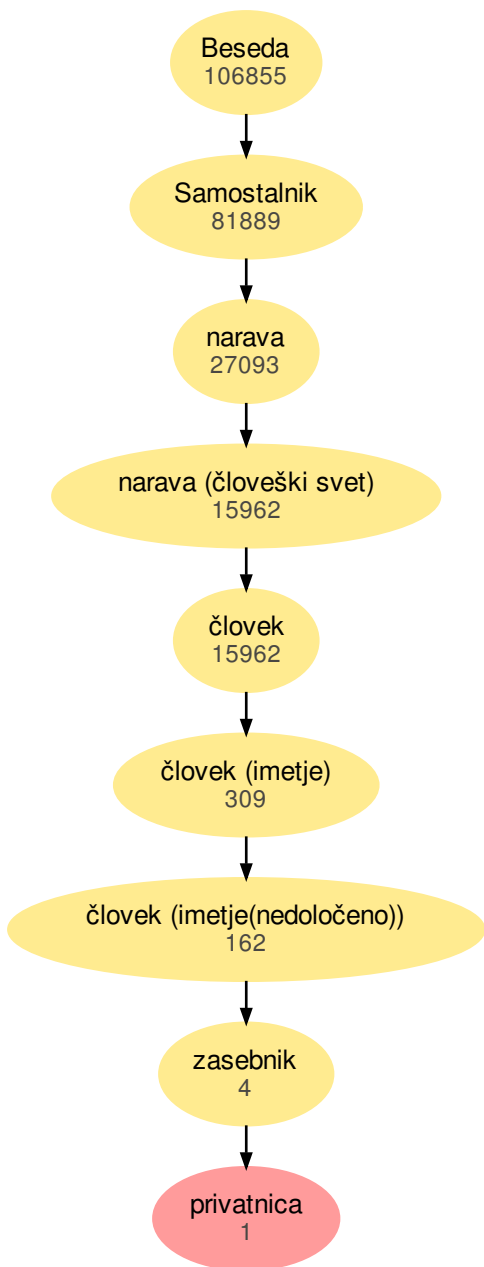 Beseda
106855
Samostalnik
81889
narava
27093
narava (človeški svet)
15962
človek
15962
človek (imetje)
309
človek (imetje(nedoločeno))
162
zasebnik
4
privatnica
1